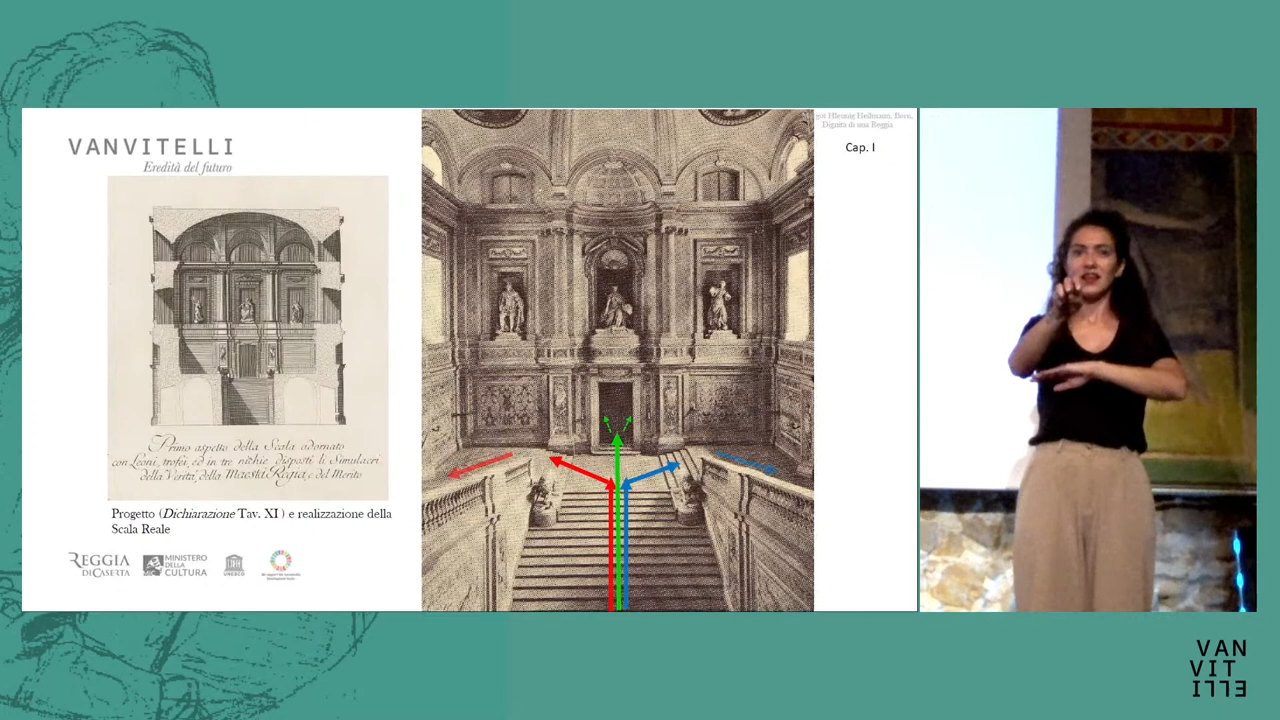 VANVITELLI
Eredità del futuro
Primo aspetto della Scala adornato
con Leoni, trofei, ed in tre nichie disposti li Simulacri
della Verità, della Maestà Regia, e del Merito
Progetto (Dichiarazione Tav. XI ) e realizzazione della
Scala Reale
REGGIA
DI CASERTA
MINISTERO
DELLA
CULTURA
UNESCO
Dignità di una Reggia
Cap. I
VAN
VIT
ELLI